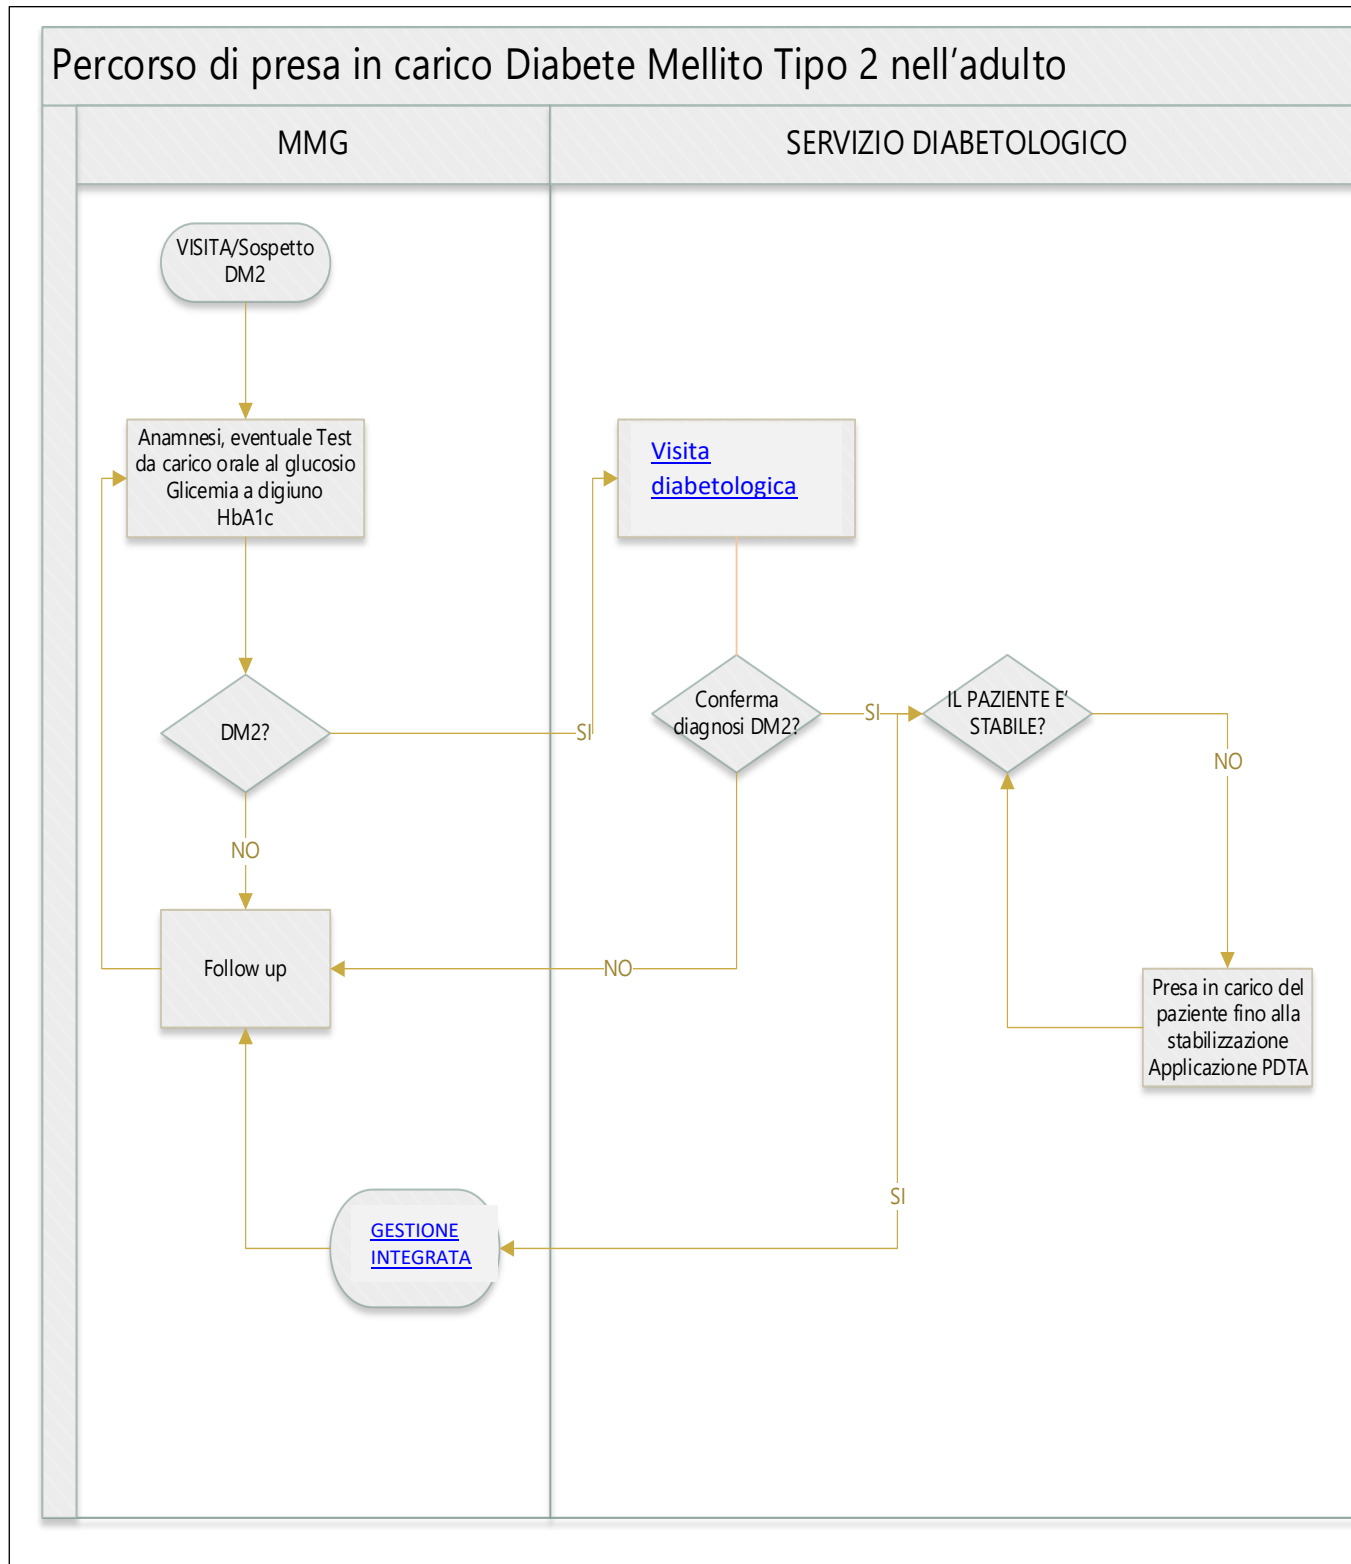 Percorso di presa in carico Diabete Mellito Tipo 2 nell'adulto
MMG
SERVIZIO DIABETOLOGICO
VISITA/Sospetto
DM2
Anamnesi, eventuale Test
da carico orale al glucosio
Glicemia a digiuno
HbA1c
Visita
diabetologica
DM2?
SI
Conferma
diagnosi DM2?
SI
IL PAZIENTE E'
STABILE?
NO
NO
Follow up
NO
Presa in carico del
paziente fino alla
stabilizzazione
Applicazione PDTA
SI
GESTIONE
INTEGRATA